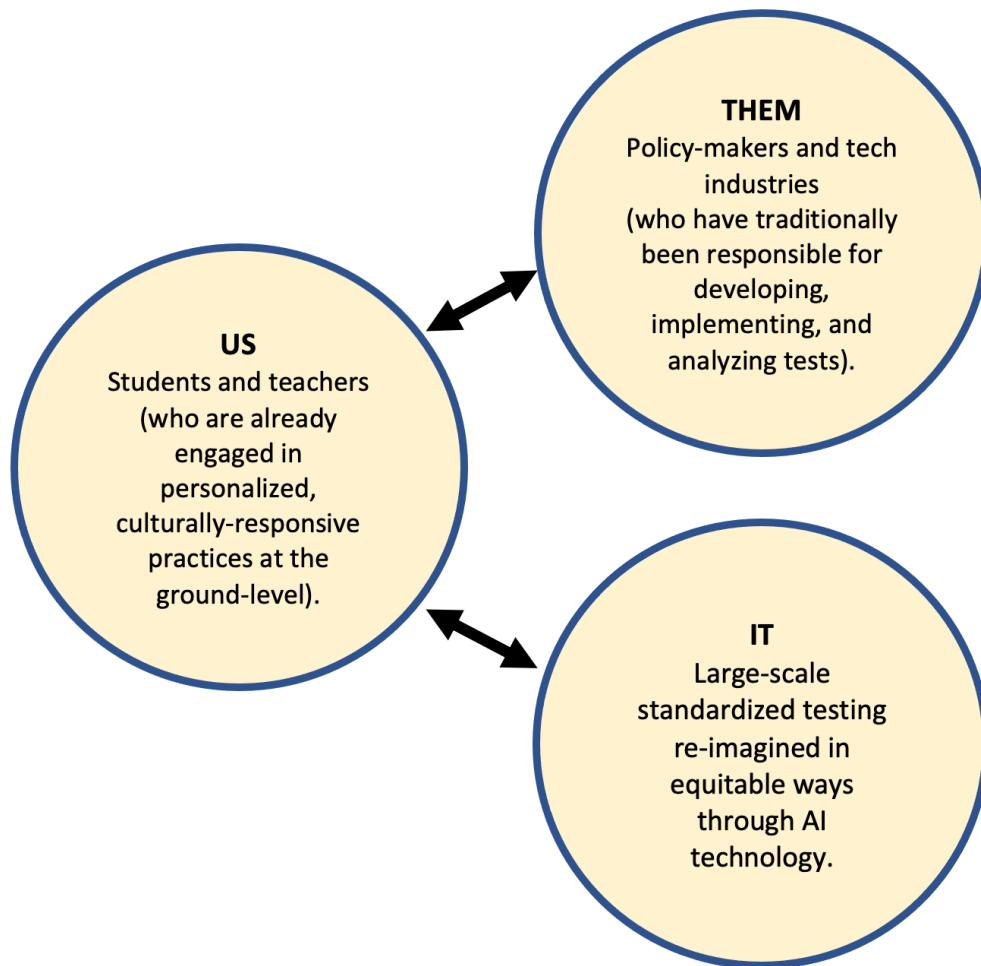 THEM
Policy-makers and tech
industries
(who have traditionally
been responsible for
developing,
implementing, and
analyzing tests).
US
Students and teachers
(who are already
engaged in
personalized,
culturally-responsive
practices at the
ground-level).
IT
Large-scale
standardized testing
re-imagined in
equitable ways
through AI
technology.